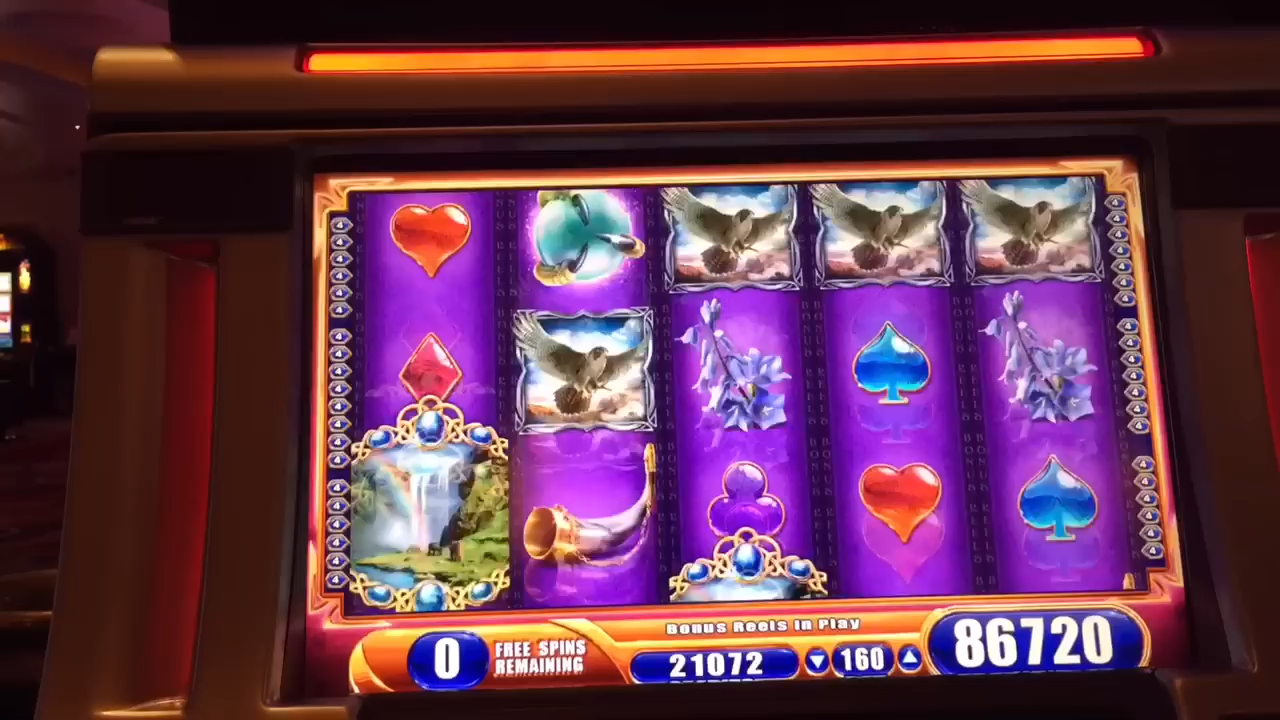 0
FREE SPINS
REMAINING
Bonus Reels In Play
21072
160
86720